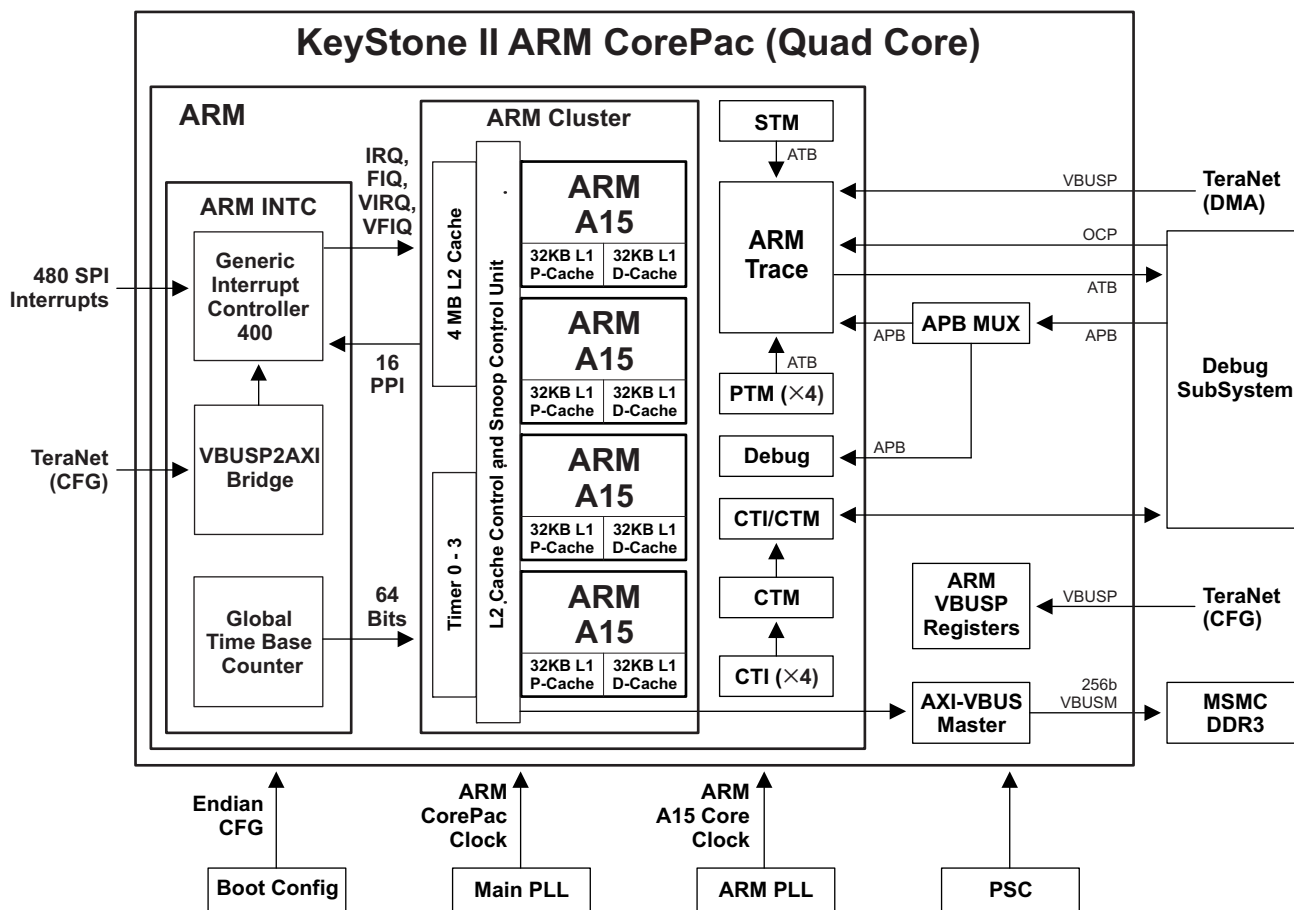 KeyStone II ARM CorePac (Quad Core)
ARM
ARM Cluster
STM
ATB
IRQ,
FIQ,
VIRQ,
VFIQ
ARM INTC
Generic
Interrupt
Controller
400
480 SPI
Interrupts
16
PPI
VBUSP2AXI
Bridge
TeraNet
(CFG)
Global
Time Base
Counter
64
Bits
4 MB L2 Cache
Timer 0 - 3
L2 Cache Control and Snoop Control Unit
ARM
A15
32KB L1
P-Cache
32KB L1
D-Cache
ARM
A15
32KB L1
P-Cache
32KB L1
D-Cache
ARM
A15
32KB L1
P-Cache
32KB L1
D-Cache
ARM
A15
32KB L1
P-Cache
32KB L1
D-Cache
ARM
Trace
VBUSP
TeraNet
(DMA)
OCP
ATB
APB
APB MUX
APB
Debug
SubSystem
ATB
PTM (×4)
Debug
APB
CTI/CTM
CTM
CTI (×4)
ARM
VBUSP
Registers
VBUSP
TeraNet
(CFG)
AXI-VBUS
Master
256b
VBUSM
MSMC
DDR3
Endian
CFG
ARM
CorePac
Clock
ARM
A15 Core
Clock
Boot Config
Main PLL
ARM PLL
PSC